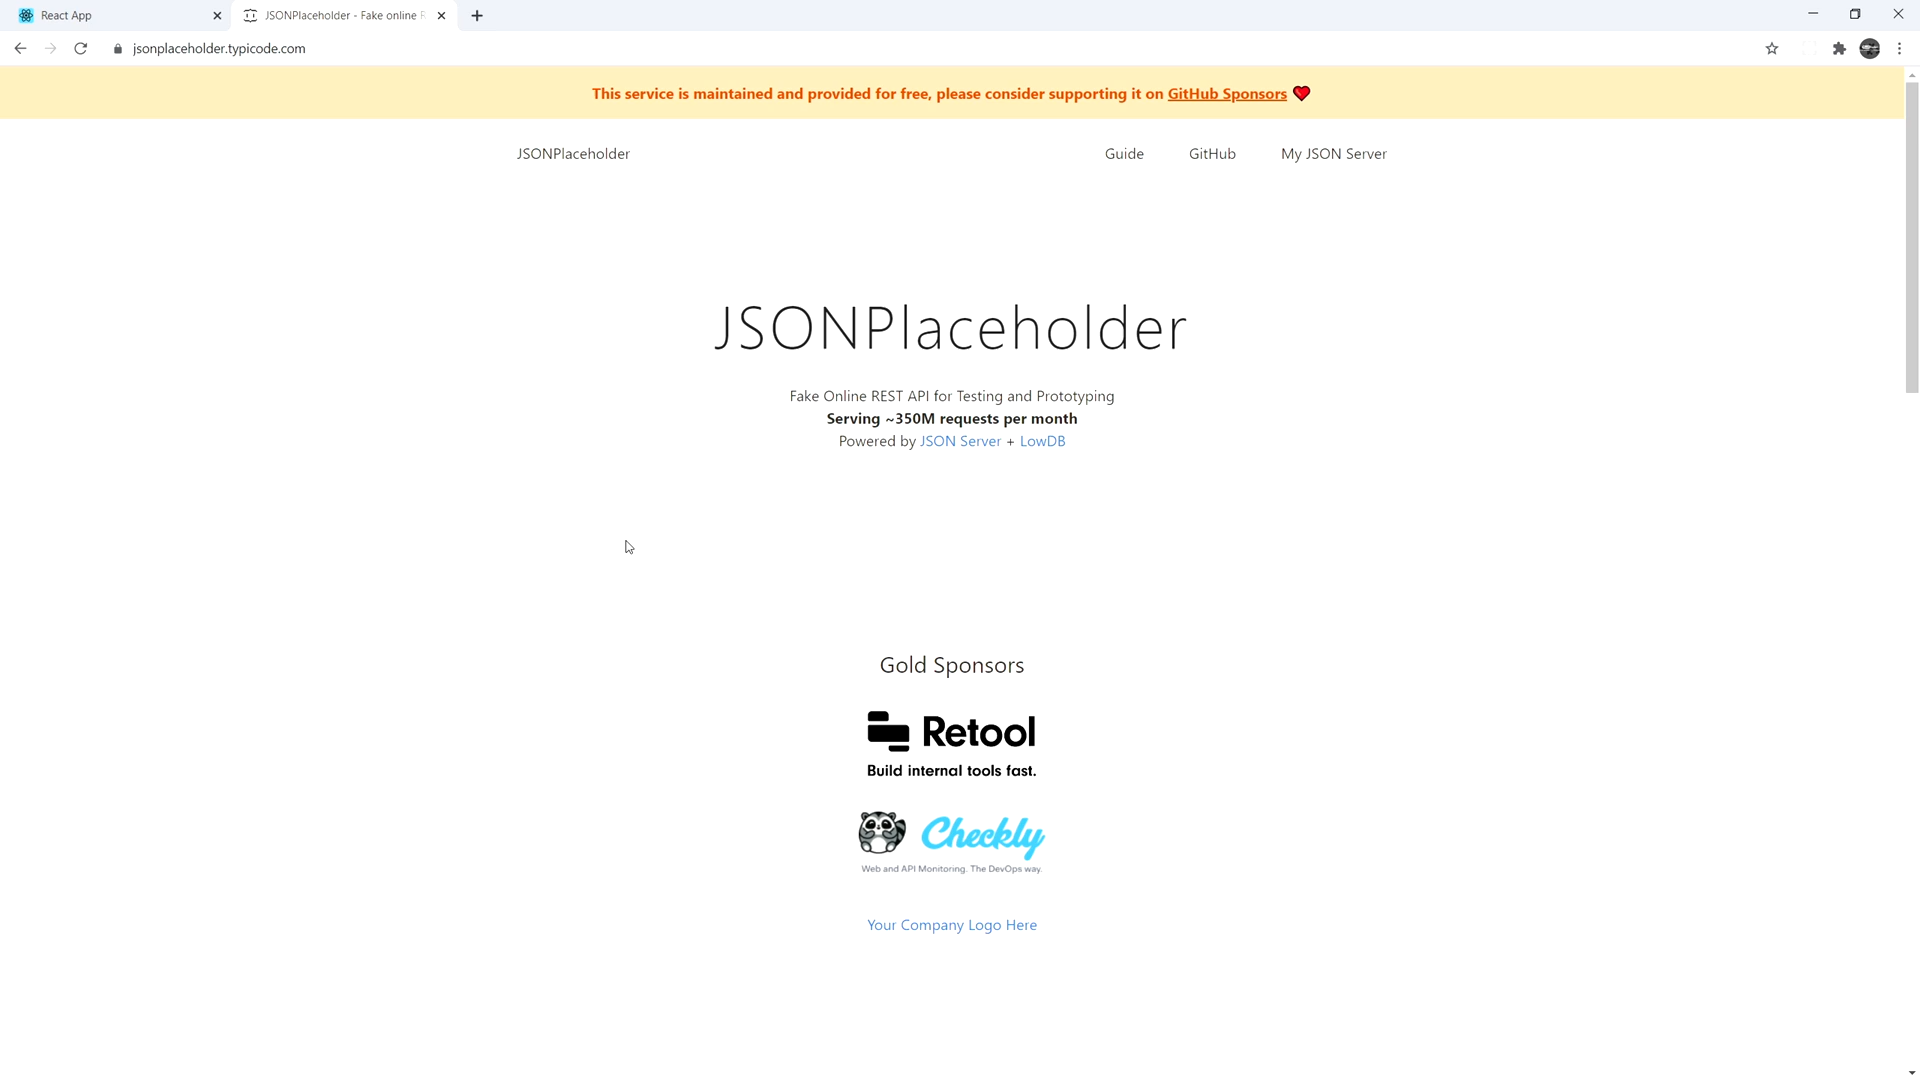 React App
JSONPlaceholder - Fake online R
jsonplaceholder.typicode.com
This service is maintained and provided for free, please consider supporting it on GitHub Sponsors
JSONPlaceholder
Guide
GitHub
My JSON Server
JSONPlaceholder
Fake Online REST API for Testing and Prototyping
Serving ~350M requests per month
Powered by JSON Server + LowDB
Gold Sponsors
Retool
Build internal tools fast.
Checkly
Web and API Monitoring. The DevOps way.
Your Company Logo Here